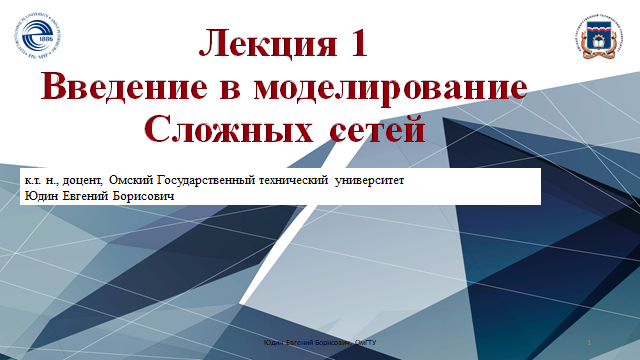 Лекция 1
Введение в моделирование
Сложных сетей
к.т. н., доцент, Омский Государственный технический университет
Юдин Евгений Борисович
Юдин Евгений Борисович, ОмГТУ
1
1886